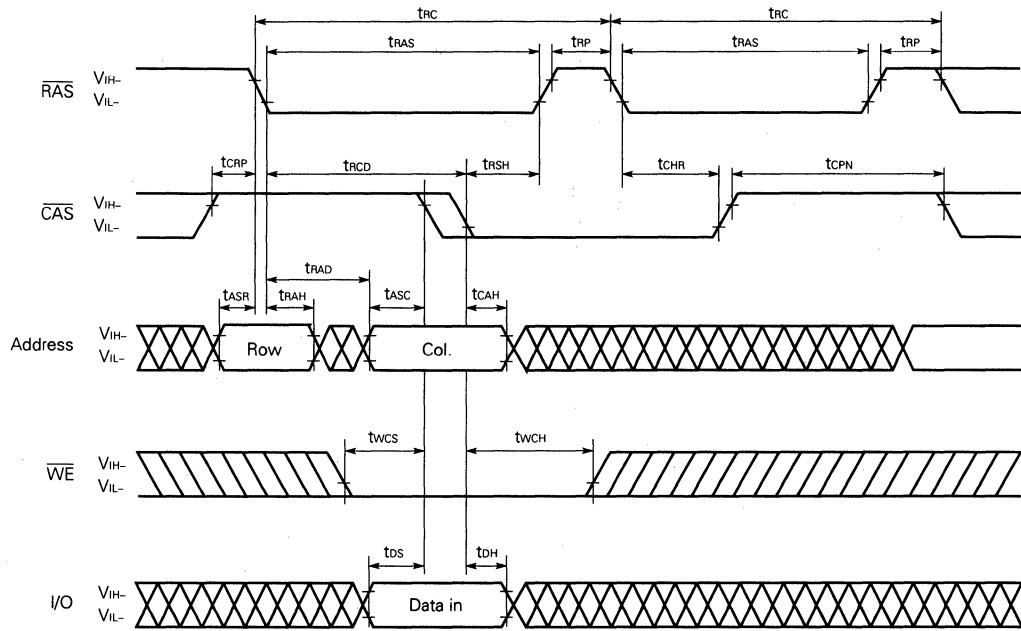 tRC tRC
tRAS tRP tRAS tRP
RAS VIH– VIL–
tCRP tRCD tRSH tCHR tCPN
CAS VIH– VIL–
tRAD
tASR tRAH tASC tCAH
Address VIH– VIL– Row Col.
tWCS tWCH
WE VIH– VIL–
tDS tDH
I/O VIH– VIL– Data in